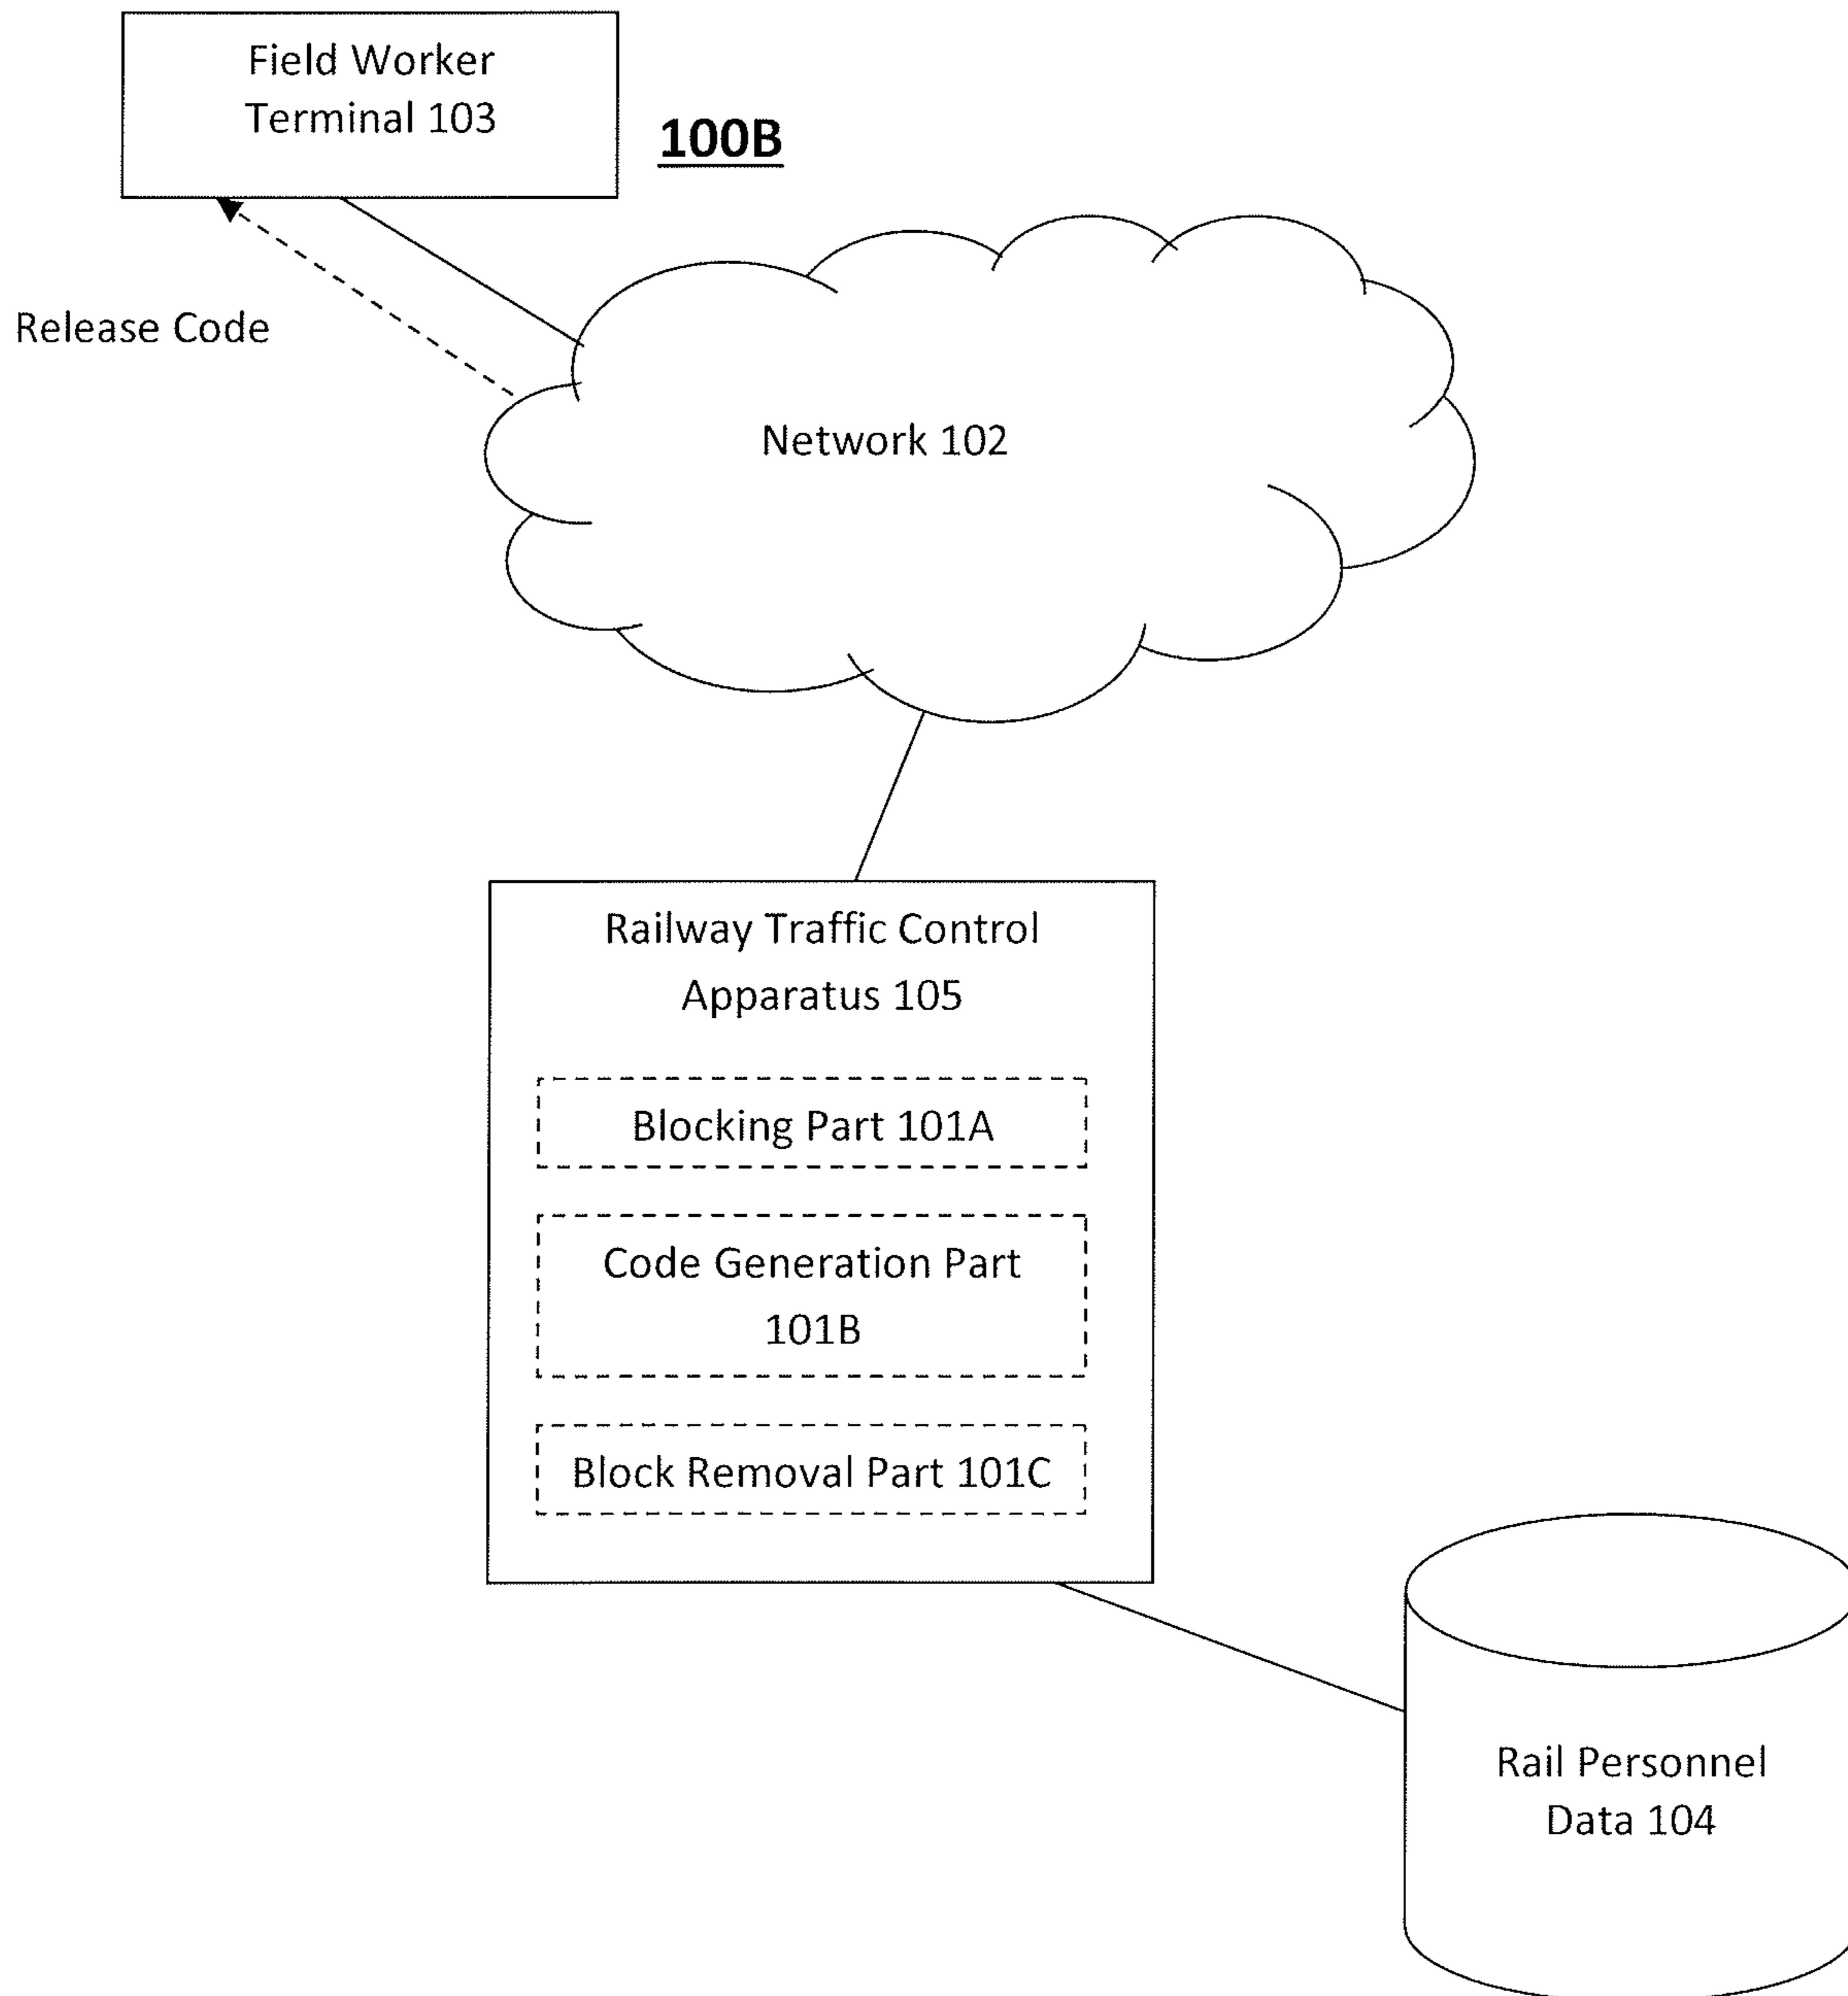 Field Worker
Terminal 103
100B
Release Code
Network 102
Railway Traffic Control
Apparatus 105
Blocking Part 101A
Code Generation Part
101B
Block Removal Part 101C
Rail Personnel
Data 104